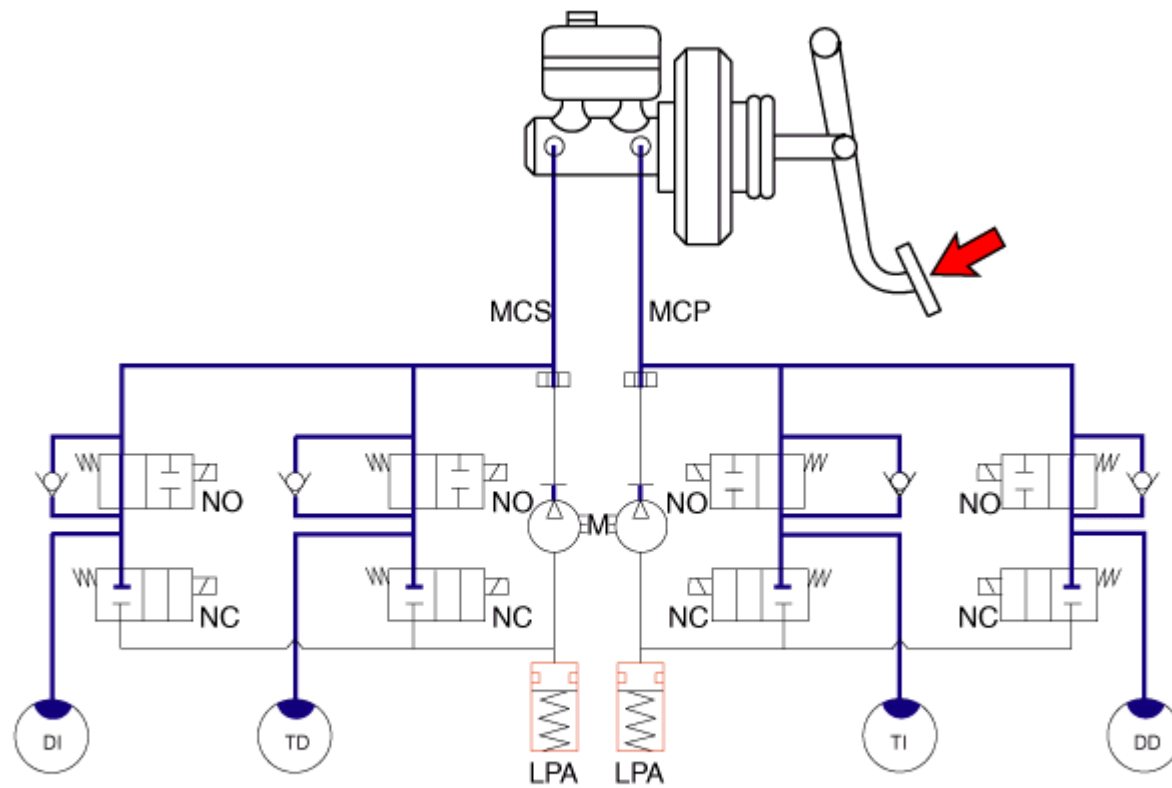 MCS MCP
NO NO M NO NO
NC NC NC NC
DI TD TI DD
LPA LPA